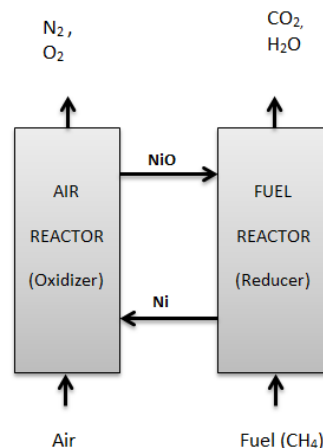 N₂ ,
O₂
CO₂,
H₂O
NiO
AIR
REACTOR
(Oxidizer)
FUEL
REACTOR
(Reducer)
Ni
Air
Fuel (CH₄)